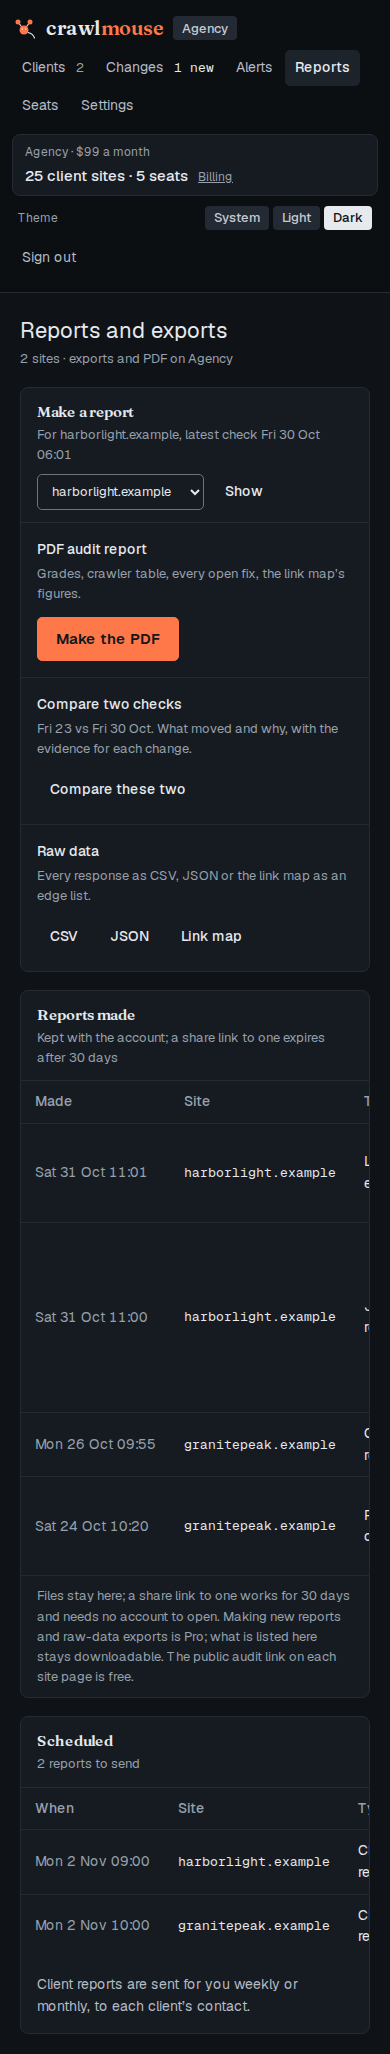 crawlmouse Agency
Clients 2 Changes 1 new Alerts Reports
Seats Settings
Agency · $99 a month
25 client sites · 5 seats Billing
Theme System Light Dark
Sign out
Reports and exports
2 sites · exports and PDF on Agency
Make a report
For harborlight.example, latest check Fri 30 Oct
06:01
harborlight.example Show
PDF audit report
Grades, crawler table, every open fix, the link map's
figures.
Make the PDF
Compare two checks
Fri 23 vs Fri 30 Oct. What moved and why, with the
evidence for each change.
Compare these two
Raw data
Every response as CSV, JSON or the link map as an
edge list.
CSV JSON Link map
Reports made
Kept with the account; a share link to one expires
after 30 days
Made Site
Sat 31 Oct 11:01 harborlight.example
Sat 31 Oct 11:00 harborlight.example
Mon 26 Oct 09:55 granitepeak.example
Sat 24 Oct 10:20 granitepeak.example
Files stay here; a share link to one works for 30 days
and needs no account to open. Making new reports
and raw-data exports is Pro; what is listed here
stays downloadable. The public audit link on each
site page is free.
Scheduled
2 reports to send
When Site
Mon 2 Nov 09:00 harborlight.example
Mon 2 Nov 10:00 granitepeak.example
Client reports are sent for you weekly or
monthly, to each client's contact.